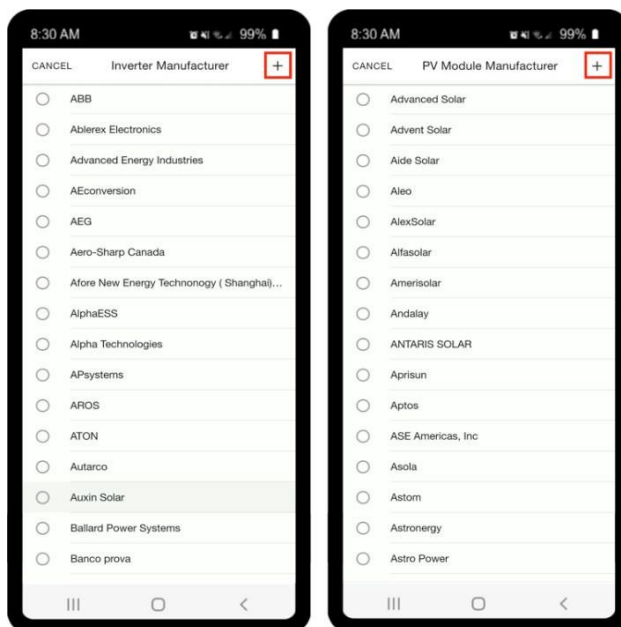 8:30 AM 99%
CANCEL Inverter Manufacturer +
ABB
Ablerex Electronics
Advanced Energy Industries
AEconversion
AEG
Aero-Sharp Canada
Afore New Energy Technonogy ( Shanghai)...
AlphaESS
Alpha Technologies
APsystems
AROS
ATON
Autarco
Auxin Solar
Ballard Power Systems
Banco prova
8:30 AM 99%
CANCEL PV Module Manufacturer +
Advanced Solar
Advent Solar
Aide Solar
Aleo
AlexSolar
Alfasolar
Amerisolar
Andalay
ANTARIS SOLAR
Aprisun
Aptos
ASE Americas, Inc
Asola
Astom
Astronergy
Astro Power